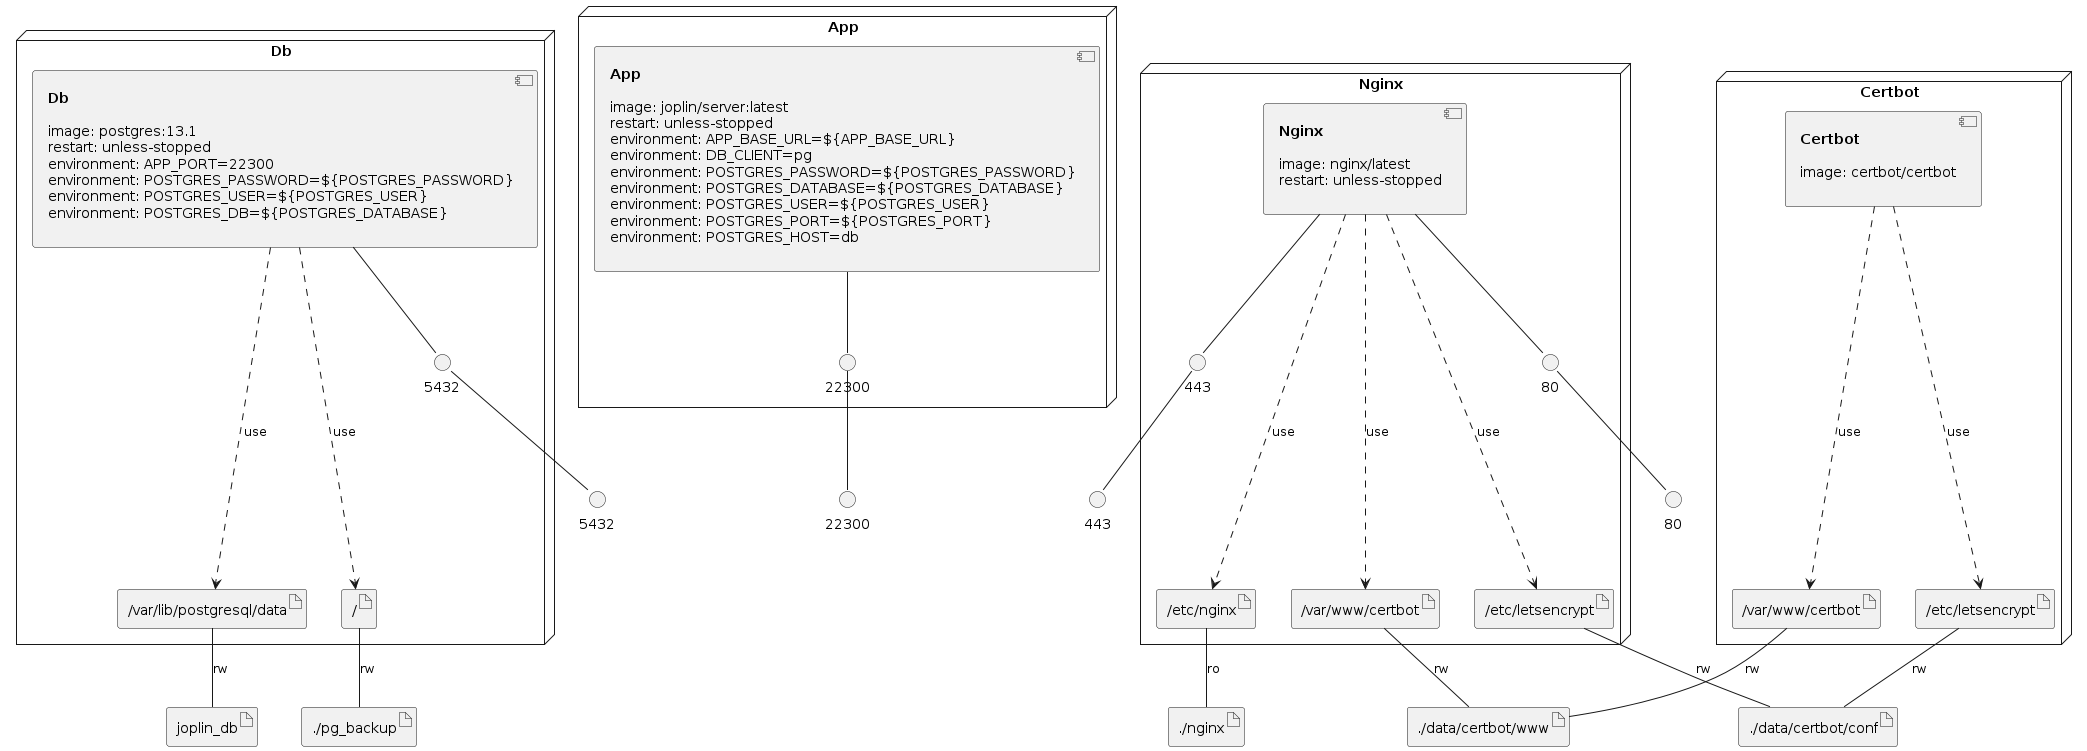 Db
Db
image: postgres:13.1
restart: unless-stopped
environment: APP_PORT=22300
environment: POSTGRES_PASSWORD=${POSTGRES_PASSWORD}
environment: POSTGRES_USER=${POSTGRES_USER}
environment: POSTGRES_DB=${POSTGRES_DATABASE}
5432
use
use
5432
/var/lib/postgresql/data
/
rw
rw
joplin_db
./pg_backup
App
App
image: joplin/server:latest
restart: unless-stopped
environment: APP_BASE_URL=${APP_BASE_URL}
environment: DB_CLIENT=pg
environment: POSTGRES_PASSWORD=${POSTGRES_PASSWORD}
environment: POSTGRES_DATABASE=${POSTGRES_DATABASE}
environment: POSTGRES_USER=${POSTGRES_USER}
environment: POSTGRES_PORT=${POSTGRES_PORT}
environment: POSTGRES_HOST=db
22300
22300
Nginx
Nginx
image: nginx/latest
restart: unless-stopped
443
80
use
use
use
443
80
/etc/nginx
/var/www/certbot
/etc/letsencrypt
ro
rw
rw
./nginx
./data/certbot/www
Certbot
Certbot
image: certbot/certbot
use
use
/var/www/certbot
/etc/letsencrypt
rw
rw
./data/certbot/conf